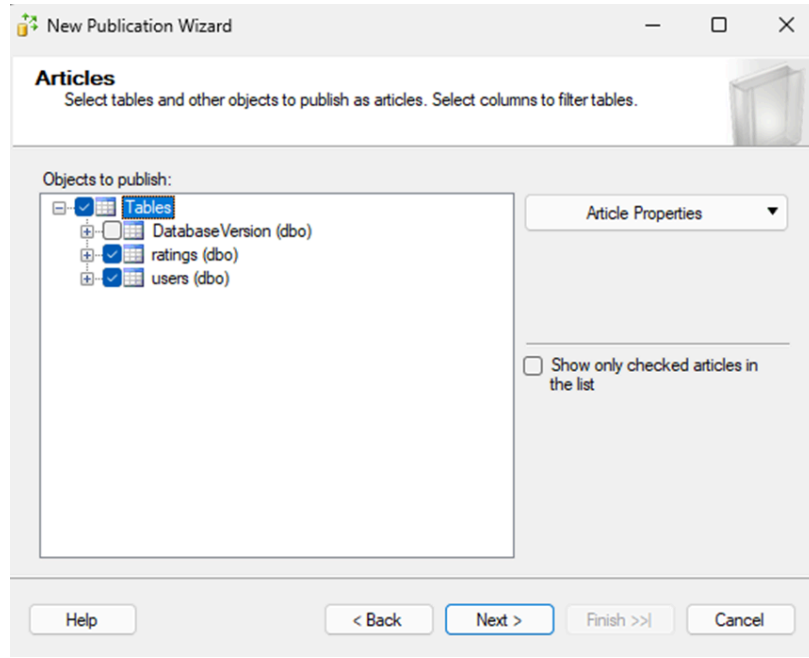 New Publication Wizard
Articles
Select tables and other objects to publish as articles. Select columns to filter tables.
Objects to publish:
Tables
DatabaseVersion (dbo)
ratings (dbo)
users (dbo)
Article Properties
Show only checked articles in
the list
Help
< Back
Next >
Finish >>|
Cancel